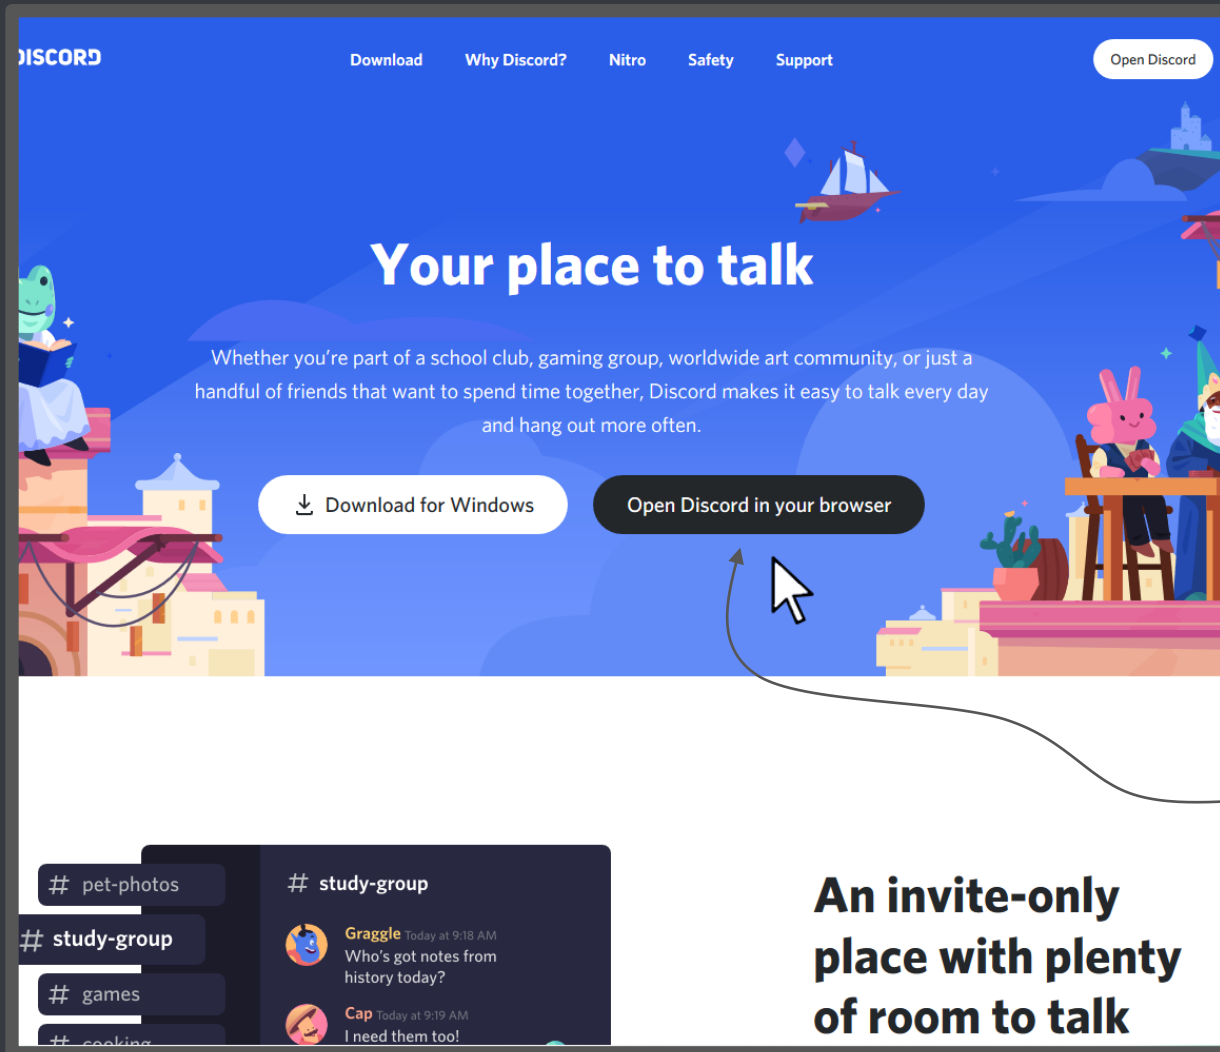 DISCORD
Download Why Discord? Nitro Safety Support
Open Discord
Your place to talk
Whether you're part of a school club, gaming group, worldwide art community, or just a
handful of friends that want to spend time together, Discord makes it easy to talk every day
and hang out more often.
Download for Windows
Open Discord in your browser
# pet-photos
# study-group
# games
# cooking
# study-group
Graggle Today at 9:18 AM
Who's got notes from
history today?
Cap Today at 9:19 AM
I need them too!
An invite-only
place with plenty
of room to talk